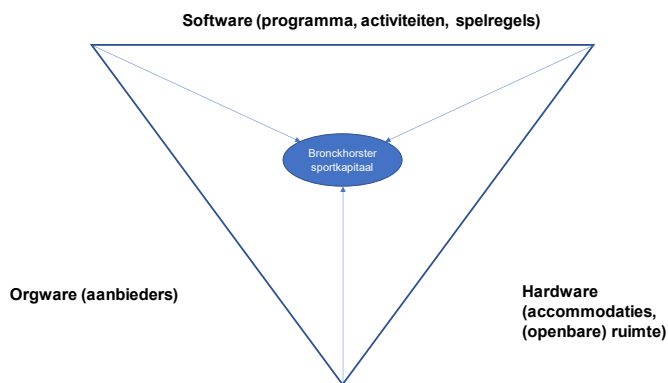 Software (programma, activiteiten, spelregels)
Bronckhorster
sportkapitaal
Orgware (aanbieders)
Hardware
(accommodaties,
(openbare) ruimte)